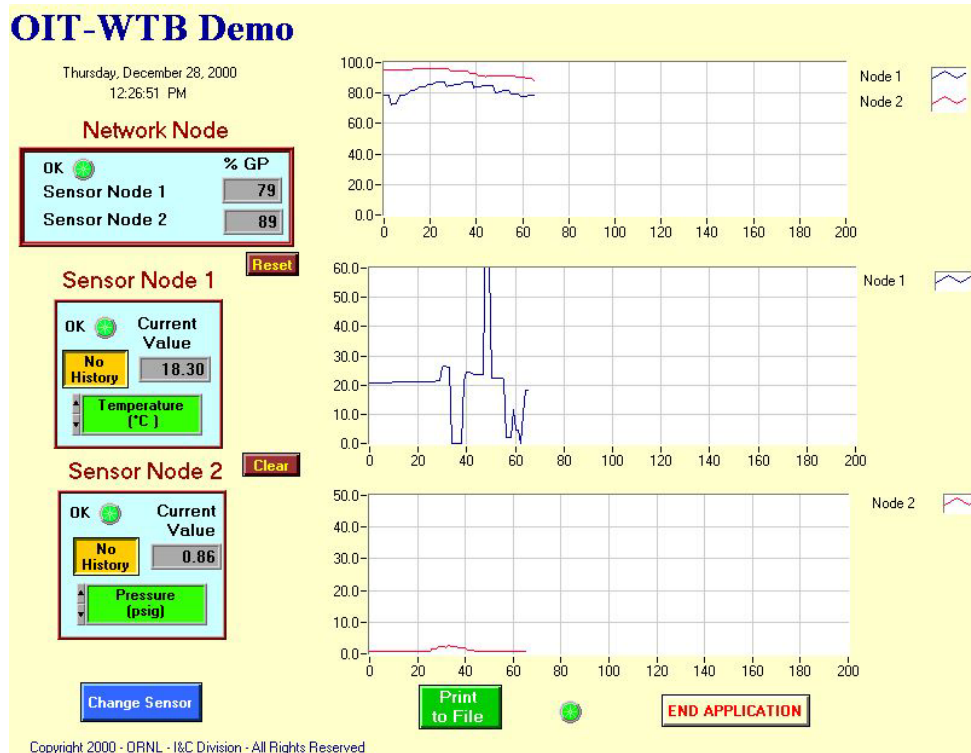 OIT-WTB Demo
Thursday, December 28, 2000
12:26:51 PM
Network Node
OK
% GP
Sensor Node 1
79
Sensor Node 2
89
Reset
100.0
80.0
60.0
40.0
20.0
0.0
0 20 40 60 80 100 120 140 160 180 200
Node 1
Node 2
Sensor Node 1
OK
Current
Value
No
History
18.30
Temperature
(°C )
Clear
60.0
50.0
40.0
30.0
20.0
10.0
0.0
0 20 40 60 80 100 120 140 160 180 200
Node 1
Sensor Node 2
OK
Current
Value
No
History
0.86
Pressure
(psig)
50.0
40.0
30.0
20.0
10.0
0.0
0 20 40 60 80 100 120 140 160 180 200
Node 2
Change Sensor
Print
to File
END APPLICATION
Copyright 2000 - ORNL - I&C Division - All Rights Reserved